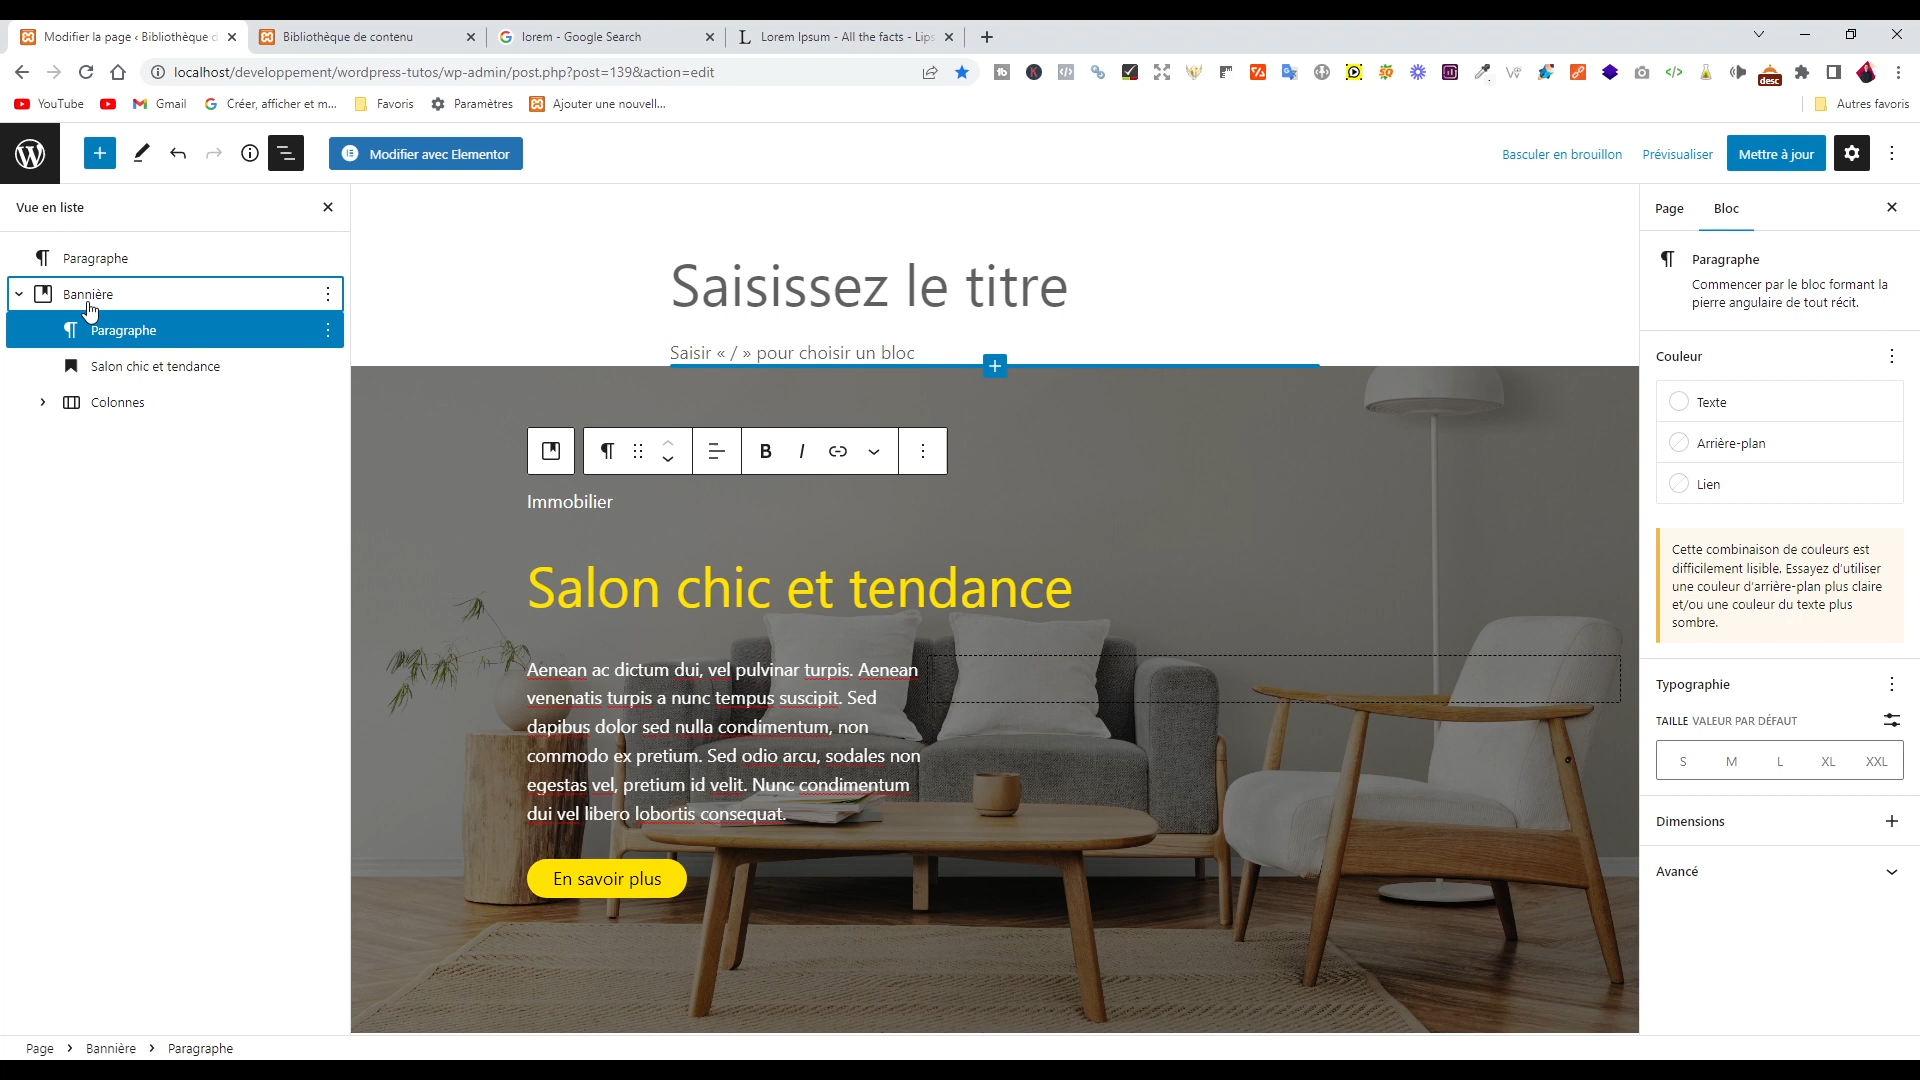 Modifier la page ‹ Bibliothèque d
Bibliothèque de contenu
lorem - Google Search
Lorem Ipsum - All the facts - Lips
localhost/developpement/wordpress-tutos/wp-admin/post.php?post=139&action=edit
desc
YouTube
Gmail
Créer, afficher et m...
Favoris
Paramètres
Ajouter une nouvell...
Autres favoris
Modifier avec Elementor
Basculer en brouillon
Prévisualiser
Mettre à jour
Vue en liste
Paragraphe
Bannière
Paragraphe
Salon chic et tendance
Colonnes
Saisissez le titre
Saisir « / » pour choisir un bloc
B I
Immobilier
Salon chic et tendance
Aenean ac dictum dui, vel pulvinar turpis. Aenean
venenatis turpis a nunc tempus suscipit. Sed
dapibus dolor sed nulla condimentum, non
commodo ex pretium. Sed odio arcu, sodales non
egestas vel, pretium id velit. Nunc condimentum
dui vel libero lobortis consequat.
En savoir plus
Page
Bloc
Paragraphe
Commencer par le bloc formant la
pierre angulaire de tout récit.
Couleur
Texte
Arrière-plan
Lien
Cette combinaison de couleurs est
difficilement lisible. Essayez d'utiliser
une couleur d'arrière-plan plus claire
et/ou une couleur du texte plus
sombre.
Typographie
TAILLE VALEUR PAR DÉFAUT
S M L XL XXL
Dimensions
Avancé
Page › Bannière › Paragraphe